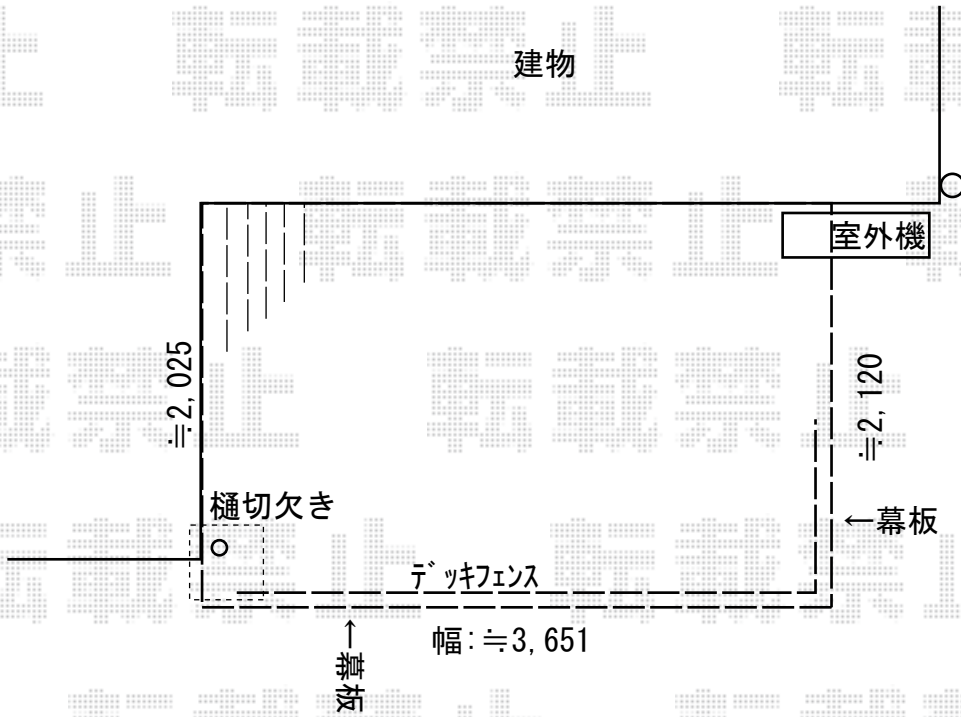 建物
室外機
≒2,025
≒2,120
樋切欠き
←幕板
ﾃﾞｯｷﾌｪﾝｽ
幅:≒3,651
←幕板
転載禁止